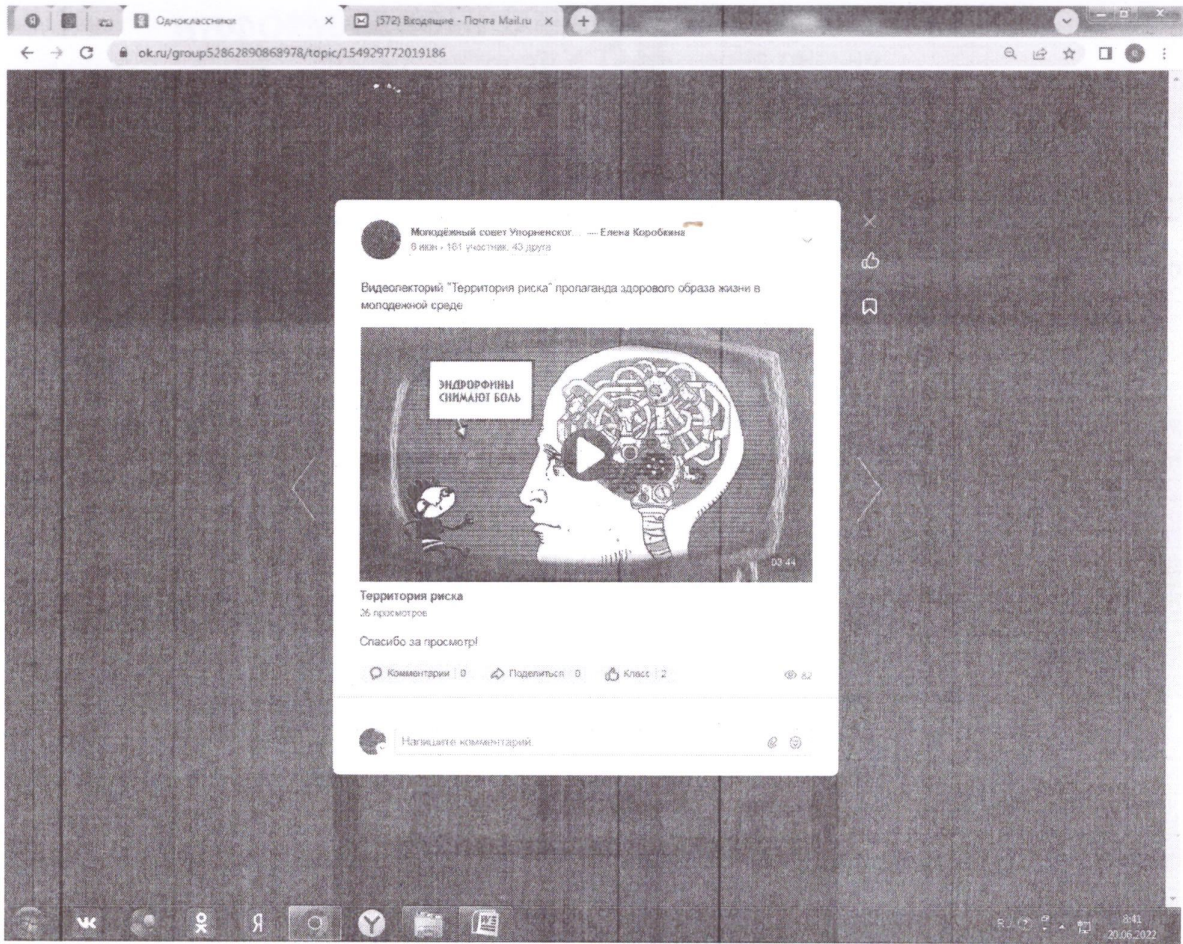 Одноклассники
(572) Входящие - Почта Mail.ru
ok.ru/group52862890868978/topic/154929772019186
Молодёжный совет Упорненског... — Елена Коробкина
6 июн - 161 участник, 43 друга
Видеолекторий "Территория риска" пропаганда здорового образа жизни в
молодежной среде
ЭНДРОРФИНЫ
СНИМАЮТ БОЛЬ
03:44
Территория риска
26 просмотров
Спасибо за просмотр!
Комментарии 0 Поделиться 0 Класс 2 82
Напишите комментарий
8:41
20.06.2022